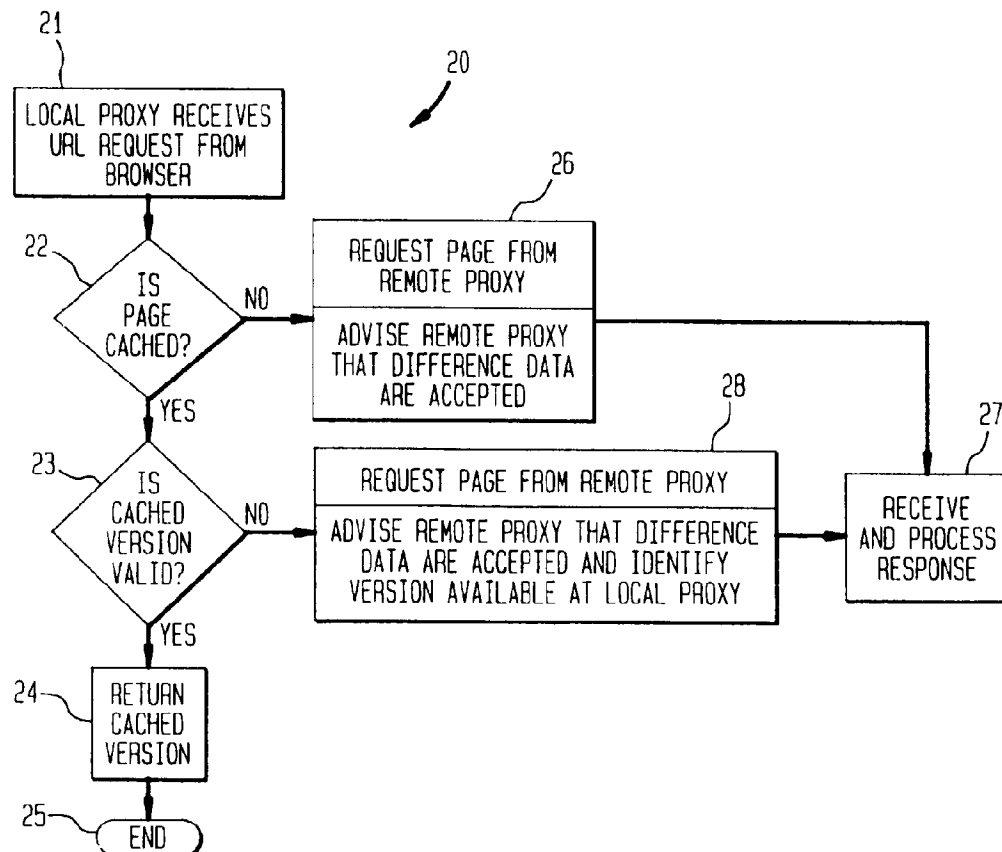 21
20
LOCAL PROXY RECEIVES
URL REQUEST FROM
BROWSER
22
IS
PAGE
CACHED?
NO
YES
26
REQUEST PAGE FROM
REMOTE PROXY
ADVISE REMOTE PROXY
THAT DIFFERENCE DATA
ARE ACCEPTED
23
IS
CACHED
VERSION
VALID?
NO
YES
28
REQUEST PAGE FROM REMOTE PROXY
ADVISE REMOTE PROXY THAT DIFFERENCE
DATA ARE ACCEPTED AND IDENTIFY
VERSION AVAILABLE AT LOCAL PROXY
27
RECEIVE
AND PROCESS
RESPONSE
24
RETURN
CACHED
VERSION
25
END